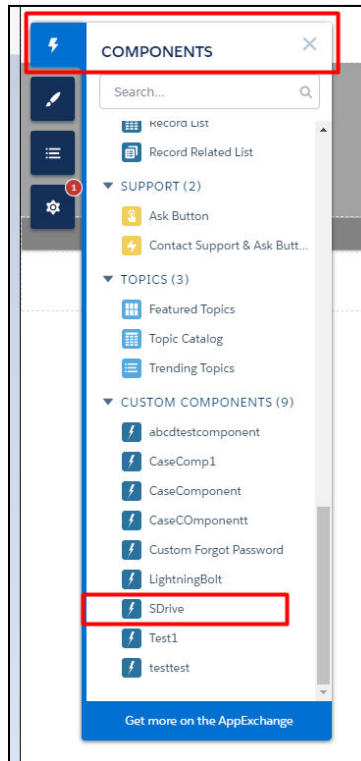 COMPONENTS
Search...
Record List
Record Related List
1
SUPPORT (2)
Ask Button
Contact Support & Ask Butt...
TOPICS (3)
Featured Topics
Topic Catalog
Trending Topics
CUSTOM COMPONENTS (9)
abcdtestcomponent
CaseComp1
CaseComponent
CaseCOmponentt
Custom Forgot Password
LightningBolt
SDrive
Test1
testtest
Get more on the AppExchange